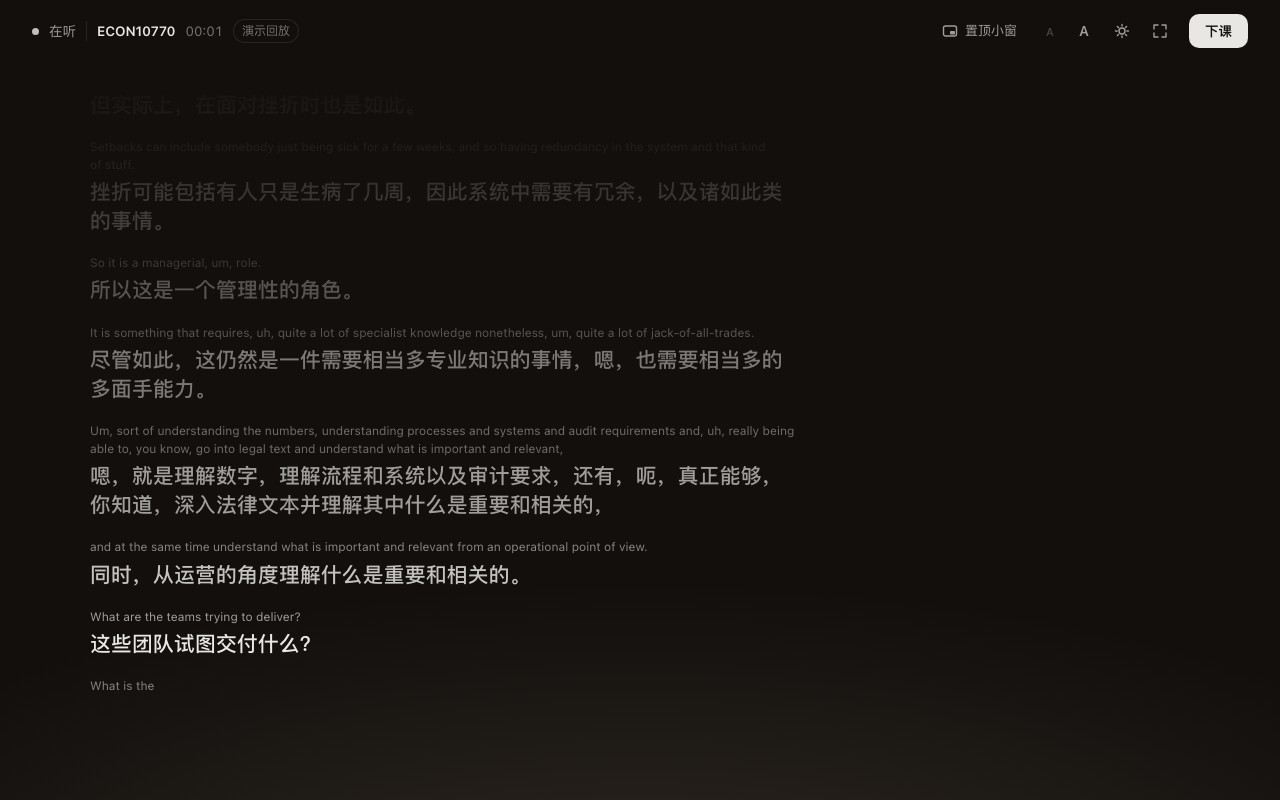 在听 ECON10770 00:01 演示回放 置顶小窗 A A 下课
但实际上，在面对挫折时也是如此。
Setbacks can include somebody just being sick for a few weeks, and so having redundancy in the system and that kind
of stuff.
挫折可能包括有人只是生病了几周，因此系统中需要有冗余，以及诸如此类
的事情。
So it is a managerial, um, role.
所以这是一个管理性的角色。
It is something that requires, uh, quite a lot of specialist knowledge nonetheless, um, quite a lot of jack-of-all-trades.
尽管如此，这仍然是一件需要相当多专业知识的事情，嗯，也需要相当多的
多面手能力。
Um, sort of understanding the numbers, understanding processes and systems and audit requirements and, uh, really being
able to, you know, go into legal text and understand what is important and relevant,
嗯，就是理解数字，理解流程和系统以及审计要求，还有，呃，真正能够，
你知道，深入法律文本并理解其中什么是重要和相关的，
and at the same time understand what is important and relevant from an operational point of view.
同时，从运营的角度理解什么是重要和相关的。
What are the teams trying to deliver?
这些团队试图交付什么?
What is the